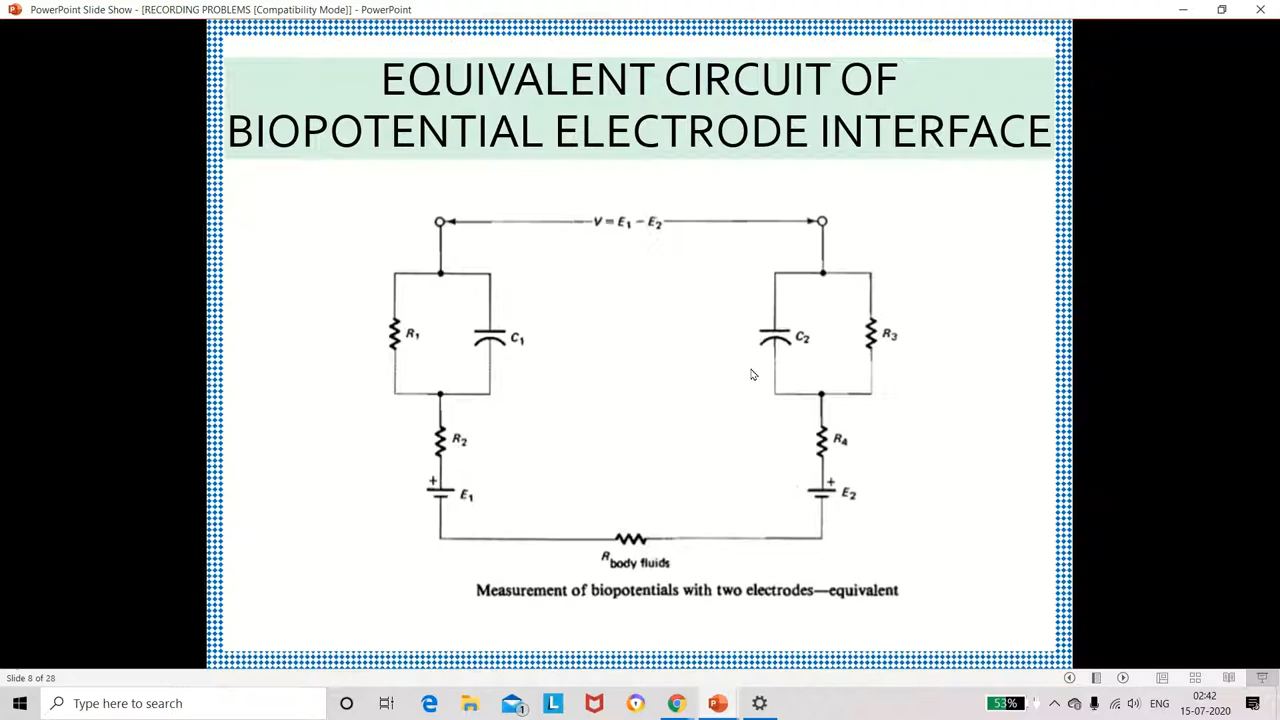 PowerPoint Slide Show - [RECORDING PROBLEMS [Compatibility Mode]] - PowerPoint
EQUIVALENT CIRCUIT OF
BIOPOTENTIAL ELECTRODE INTERFACE
V = E1 - E2
R1
C1
C2
R3
R2
R4
+
E1
+
E2
R body fluids
Measurement of biopotentials with two electrodes—equivalent
Slide 8 of 28
Type here to search
L
1
53%
ENG
02:42
15-07-2020